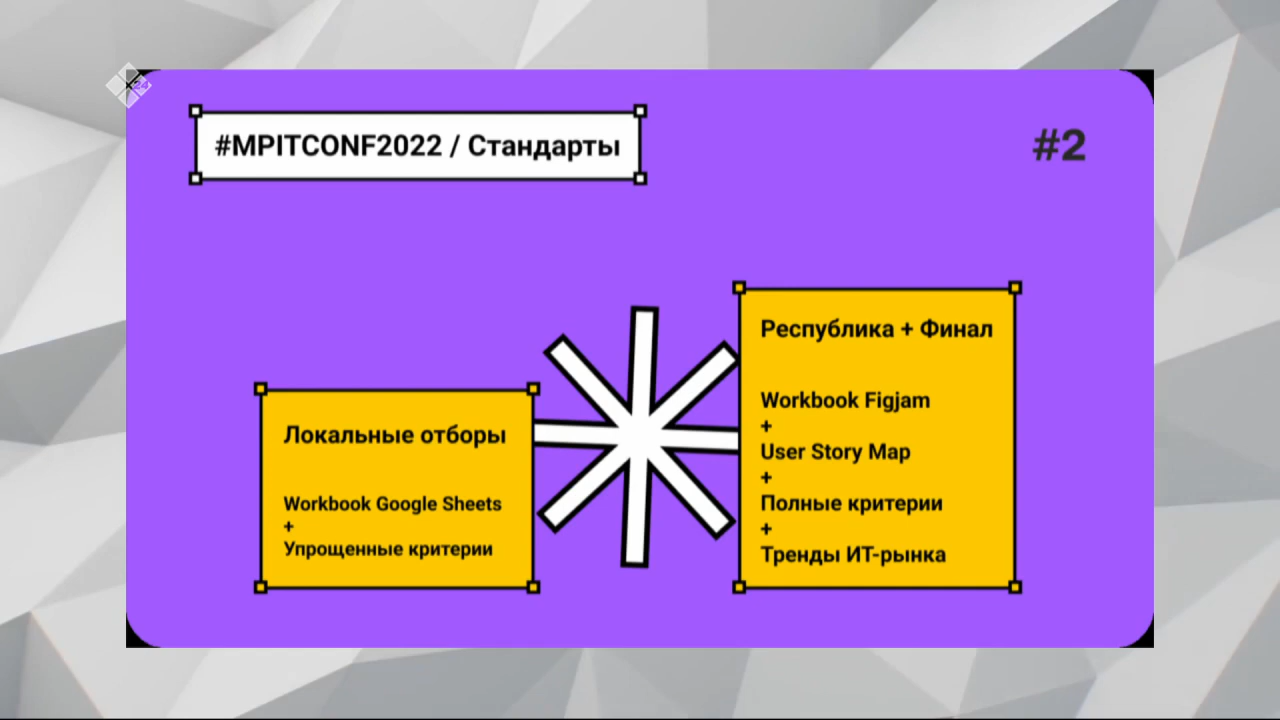 #MPITCONF2022 / Стандарты
#2
Локальные отборы
Workbook Google Sheets
+
Упрощенные критерии
Республика + Финал
Workbook Figjam
+
User Story Map
+
Полные критерии
+
Тренды ИТ-рынка